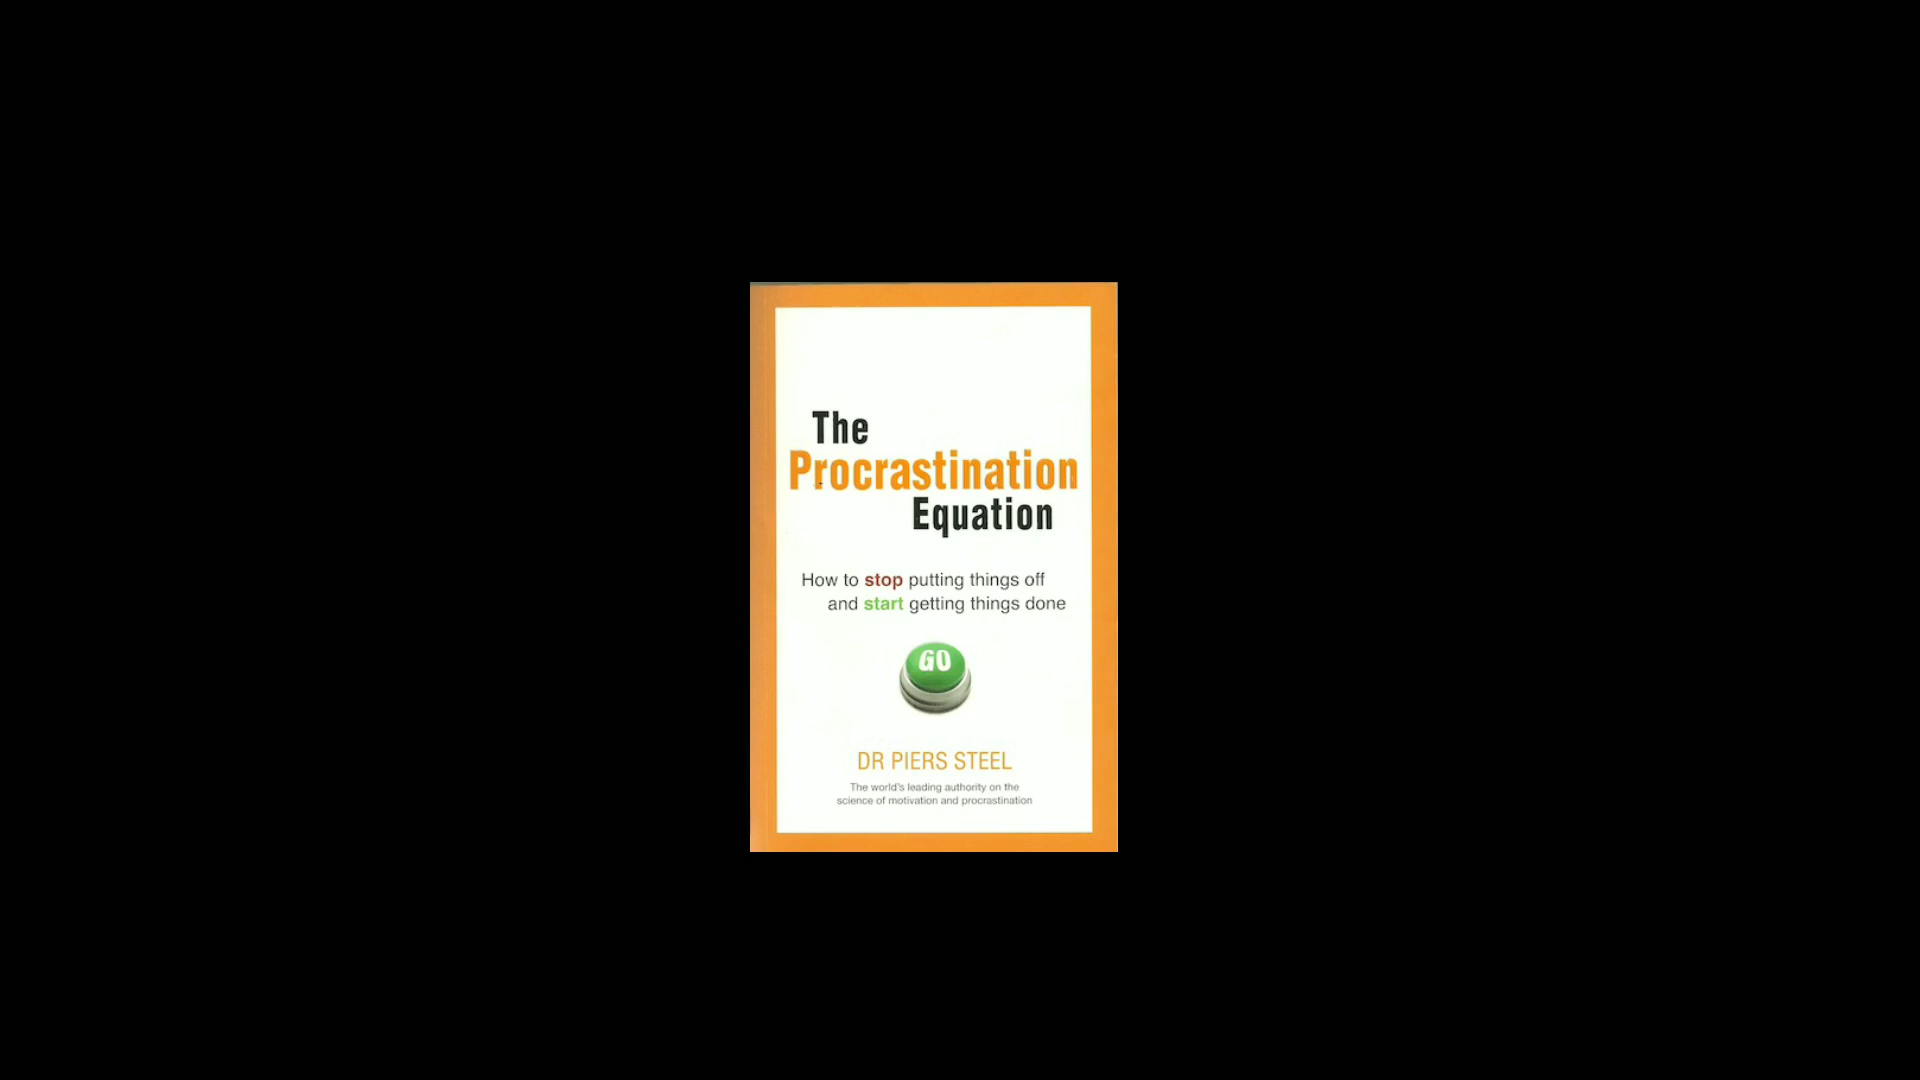 The
Procrastination
Equation
How to stop putting things off
and start getting things done
GO
DR PIERS STEEL
The world's leading authority on the
science of motivation and procrastination